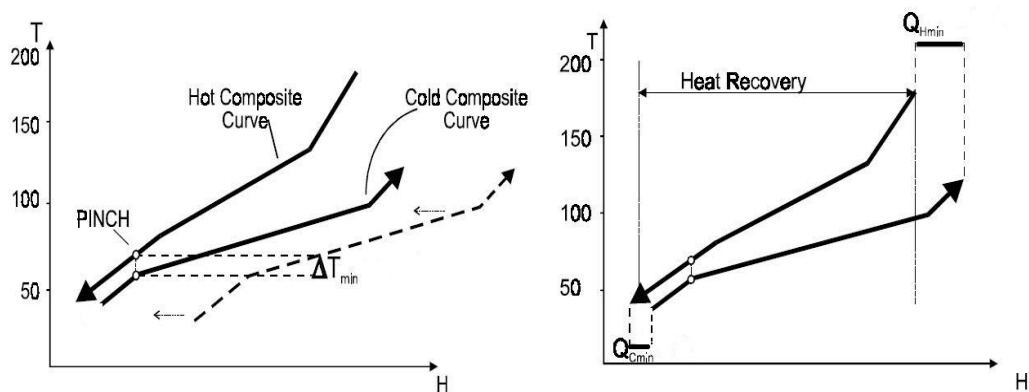 T
200
150
100
50
Hot Composite
Curve
Cold Composite
Curve
PINCH
ΔTmin
H
T
200
150
100
50
QHmin
Heat Recovery
QCmin
H